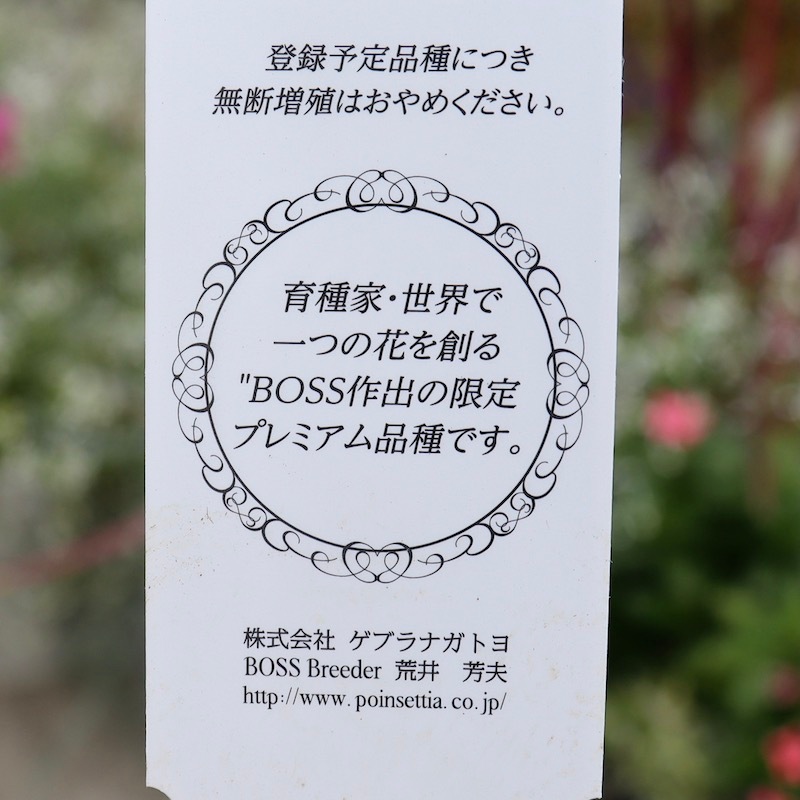 登録予定品種につき
無断増殖はおやめください。
育種家・世界で
一つの花を創る
"BOSS作出の限定
プレミアム品種です。
株式会社 ゲブラナガトヨ
BOSS Breeder 荒井 芳夫
http://www.poinsettia.co.jp/